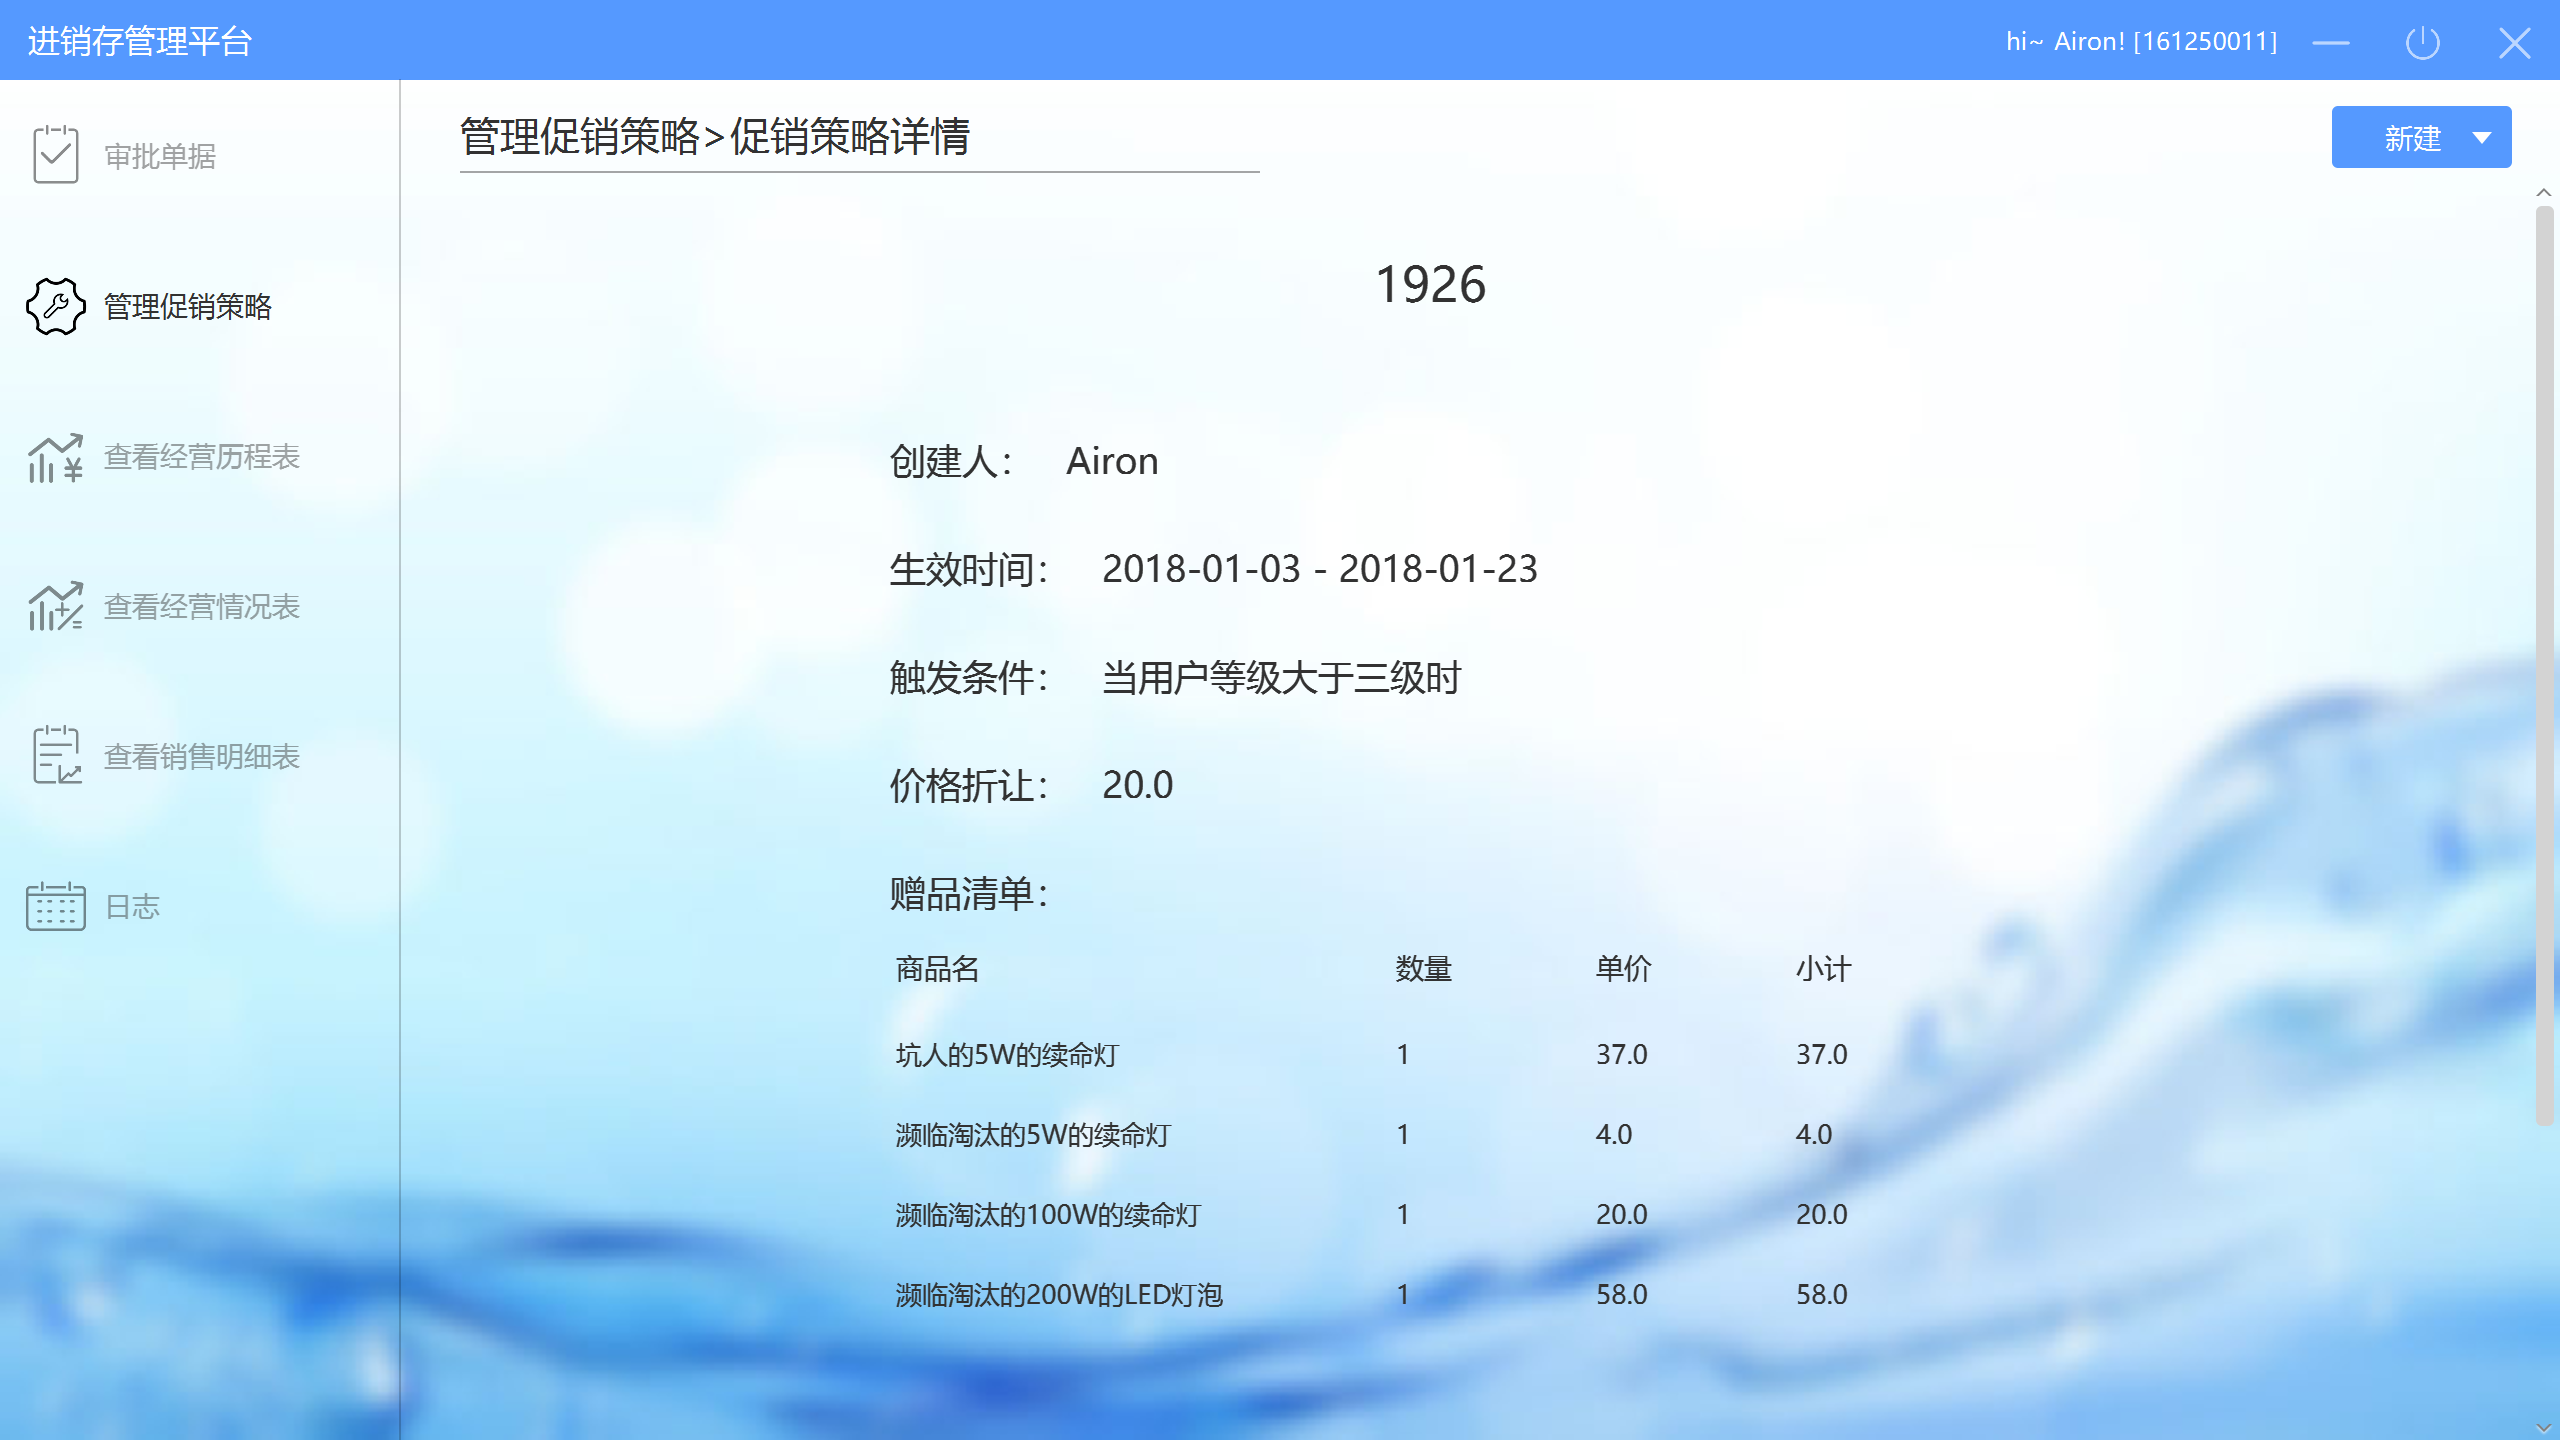 进销存管理平台
hi~ Airon! [161250011]
审批单据
管理促销策略
查看经营历程表
查看经营情况表
查看销售明细表
日志
管理促销策略>促销策略详情
新建
1926
创建人： Airon
生效时间： 2018-01-03 - 2018-01-23
触发条件： 当用户等级大于三级时
价格折让： 20.0
赠品清单：
商品名 数量 单价 小计
坑人的5W的续命灯 1 37.0 37.0
濒临淘汰的5W的续命灯 1 4.0 4.0
濒临淘汰的100W的续命灯 1 20.0 20.0
濒临淘汰的200W的LED灯泡 1 58.0 58.0